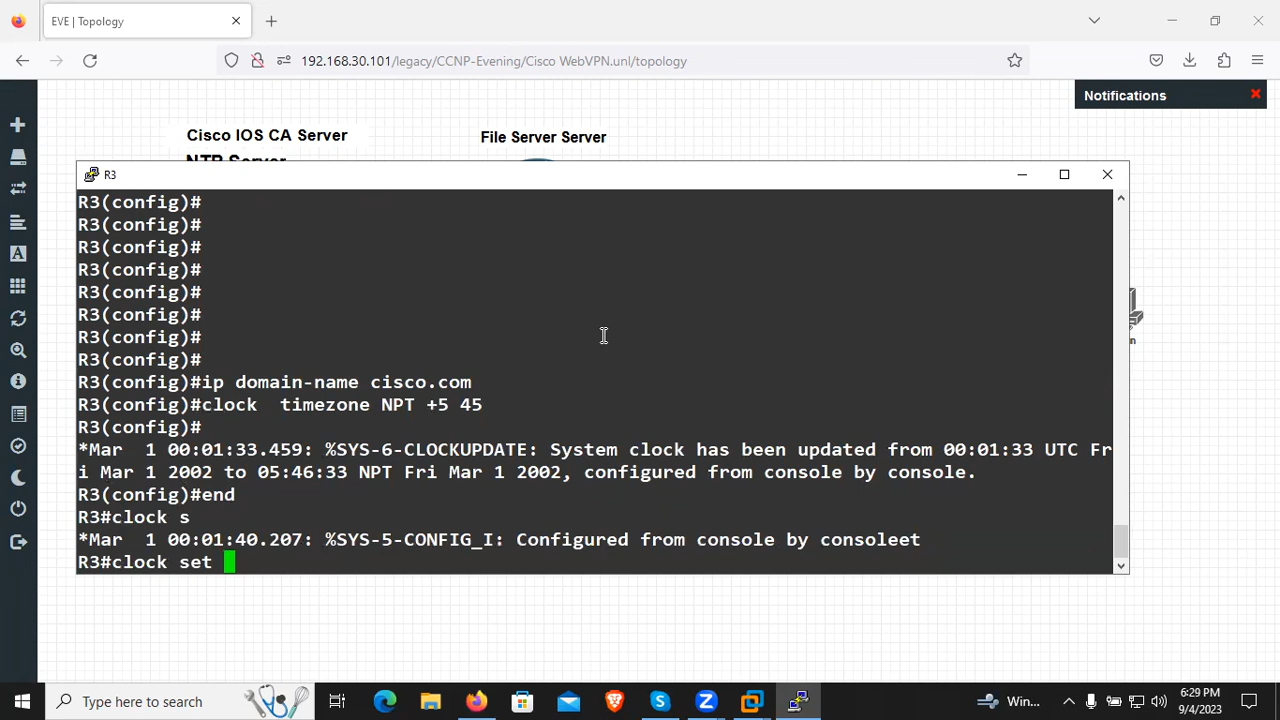 EVE | Topology
192.168.30.101/legacy/CCNP-Evening/Cisco WebVPN.unl/topology
Notifications
Cisco IOS CA Server
File Server Server
NTP Server
R3
R3(config)#
R3(config)#
R3(config)#
R3(config)#
R3(config)#
R3(config)#
R3(config)#
R3(config)#
R3(config)#ip domain-name cisco.com
R3(config)#clock  timezone NPT +5 45
R3(config)#
*Mar  1 00:01:33.459: %SYS-6-CLOCKUPDATE: System clock has been updated from 00:01:33 UTC Fr
i Mar 1 2002 to 05:46:33 NPT Fri Mar 1 2002, configured from console by console.
R3(config)#end
R3#clock s
*Mar  1 00:01:40.207: %SYS-5-CONFIG_I: Configured from console by consoleet
R3#clock set
Type here to search
Win...
6:29 PM
9/4/2023